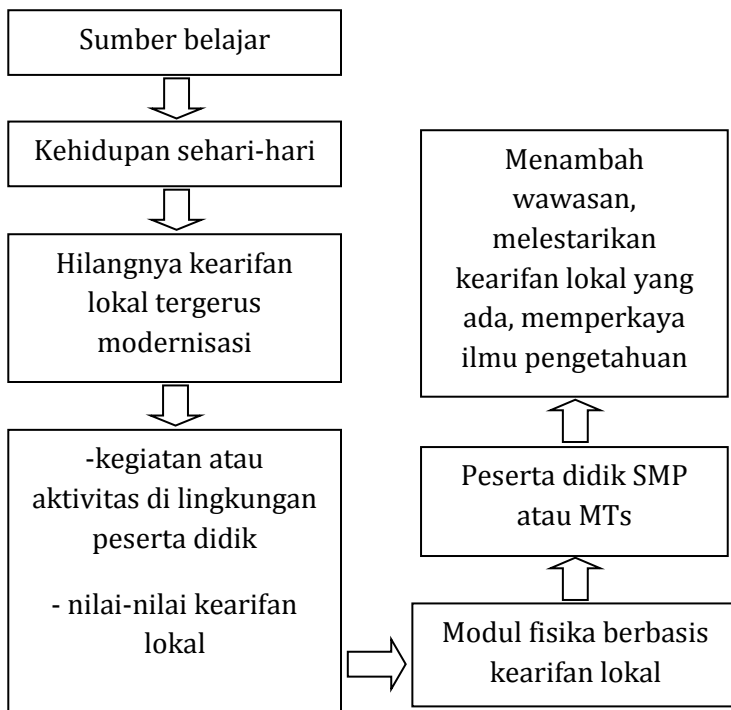 Sumber belajar
Kehidupan sehari-hari
Hilangnya kearifan
lokal tergerus
modernisasi
-kegiatan atau
aktivitas di lingkungan
peserta didik
- nilai-nilai kearifan
lokal
Modul fisika berbasis
kearifan lokal
Peserta didik SMP
atau MTs
Menambah
wawasan,
melestarikan
kearifan lokal yang
ada, memperkaya
ilmu pengetahuan